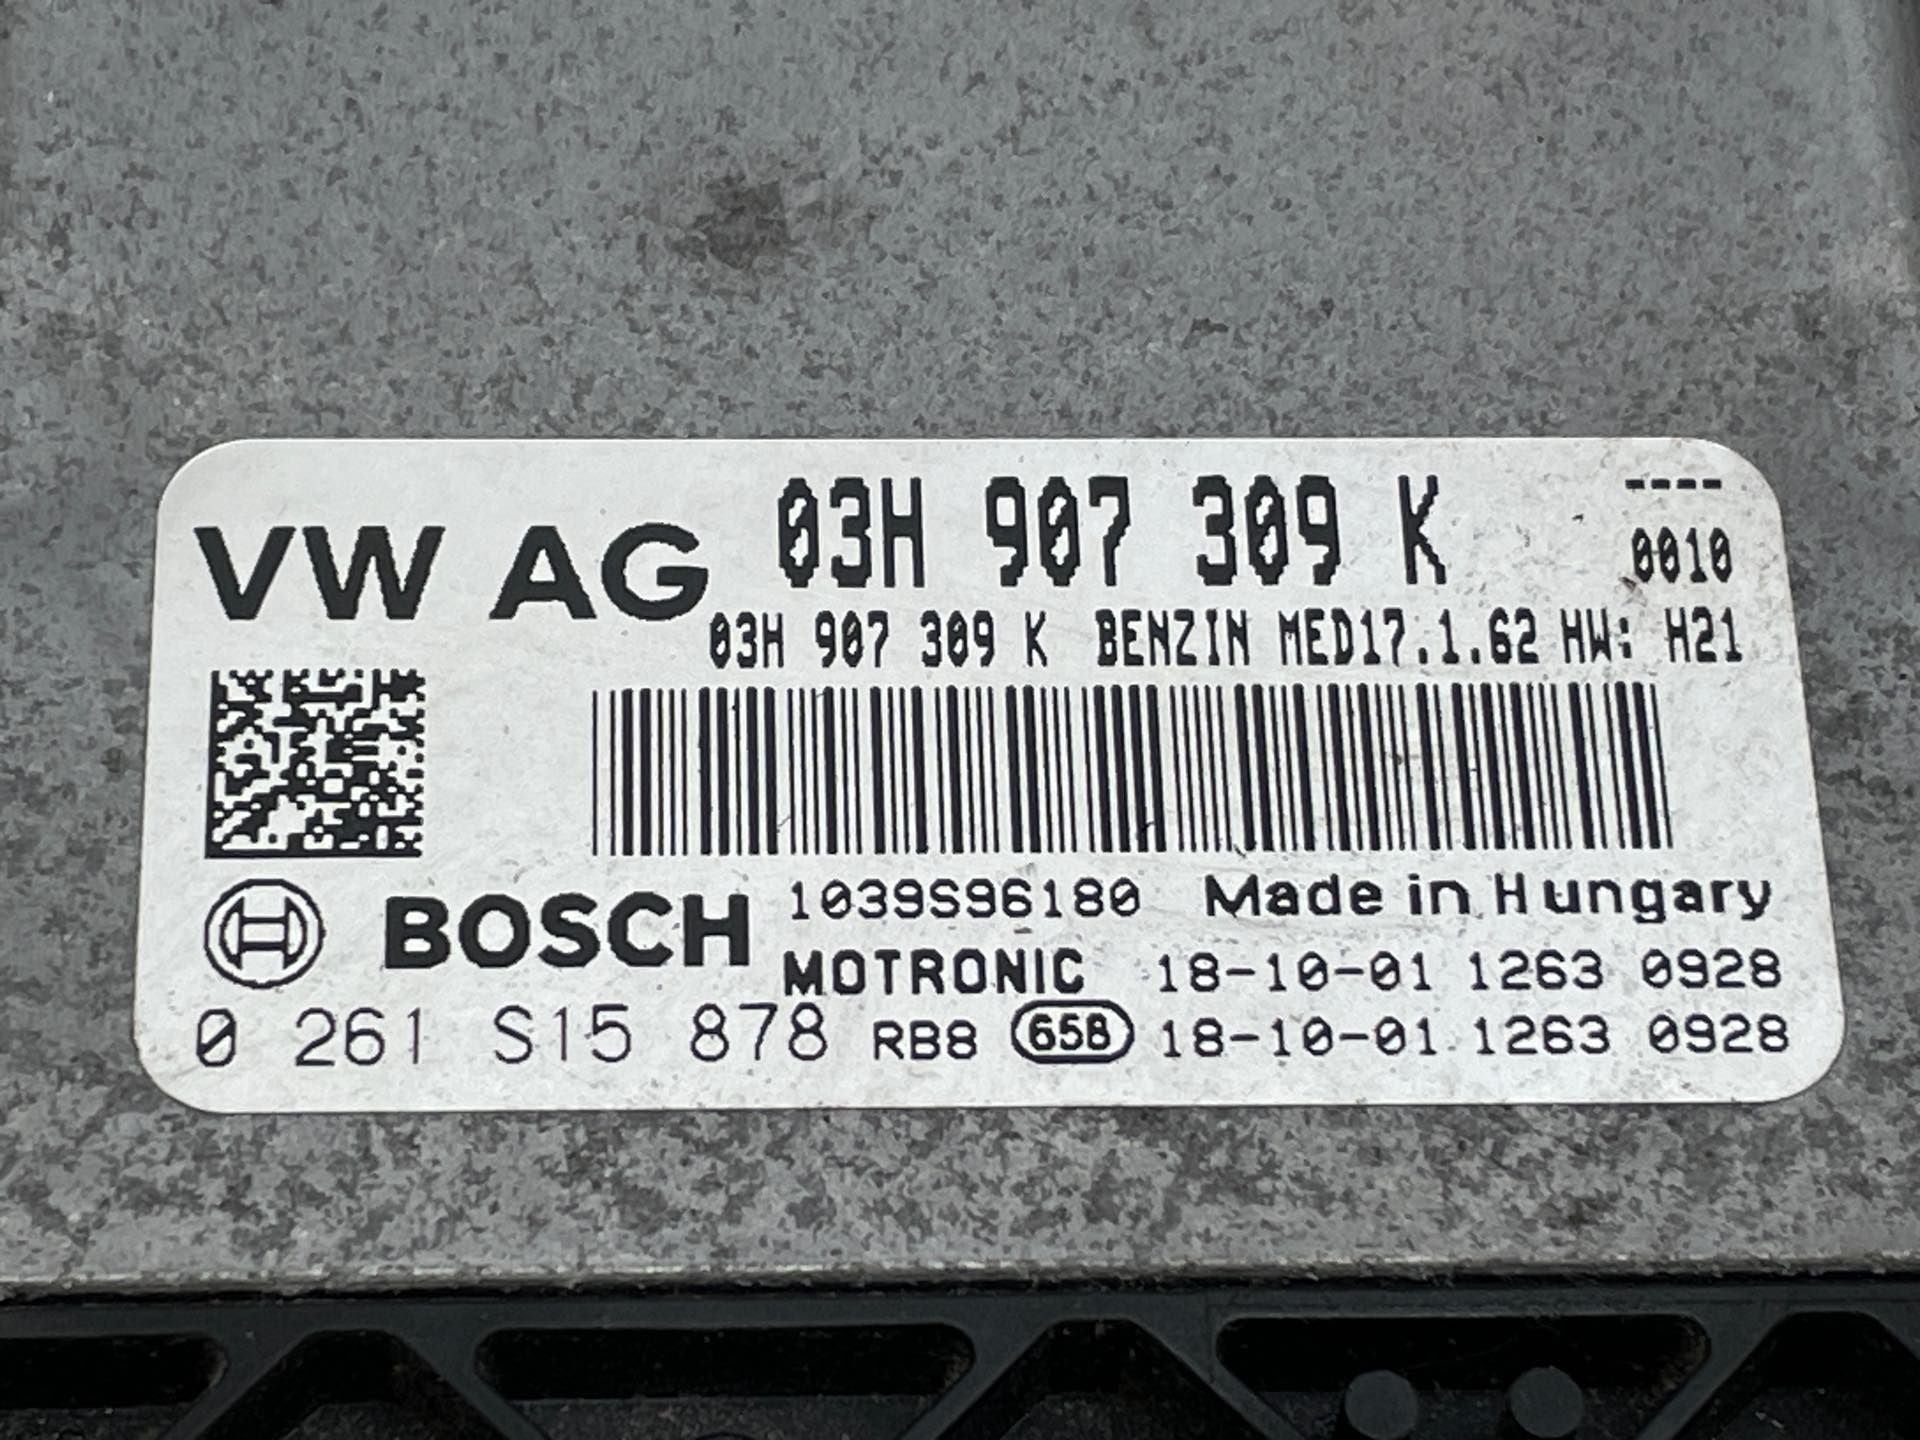 VW AG 03H 907 309 K ----
0010
03H 907 309 K BENZIN MED17.1.62 HW: H21
BOSCH 1039S96180 Made in Hungary
MOTRONIC 18-10-01 1263 0928
0 261 S15 878 RB8 65B 18-10-01 1263 0928